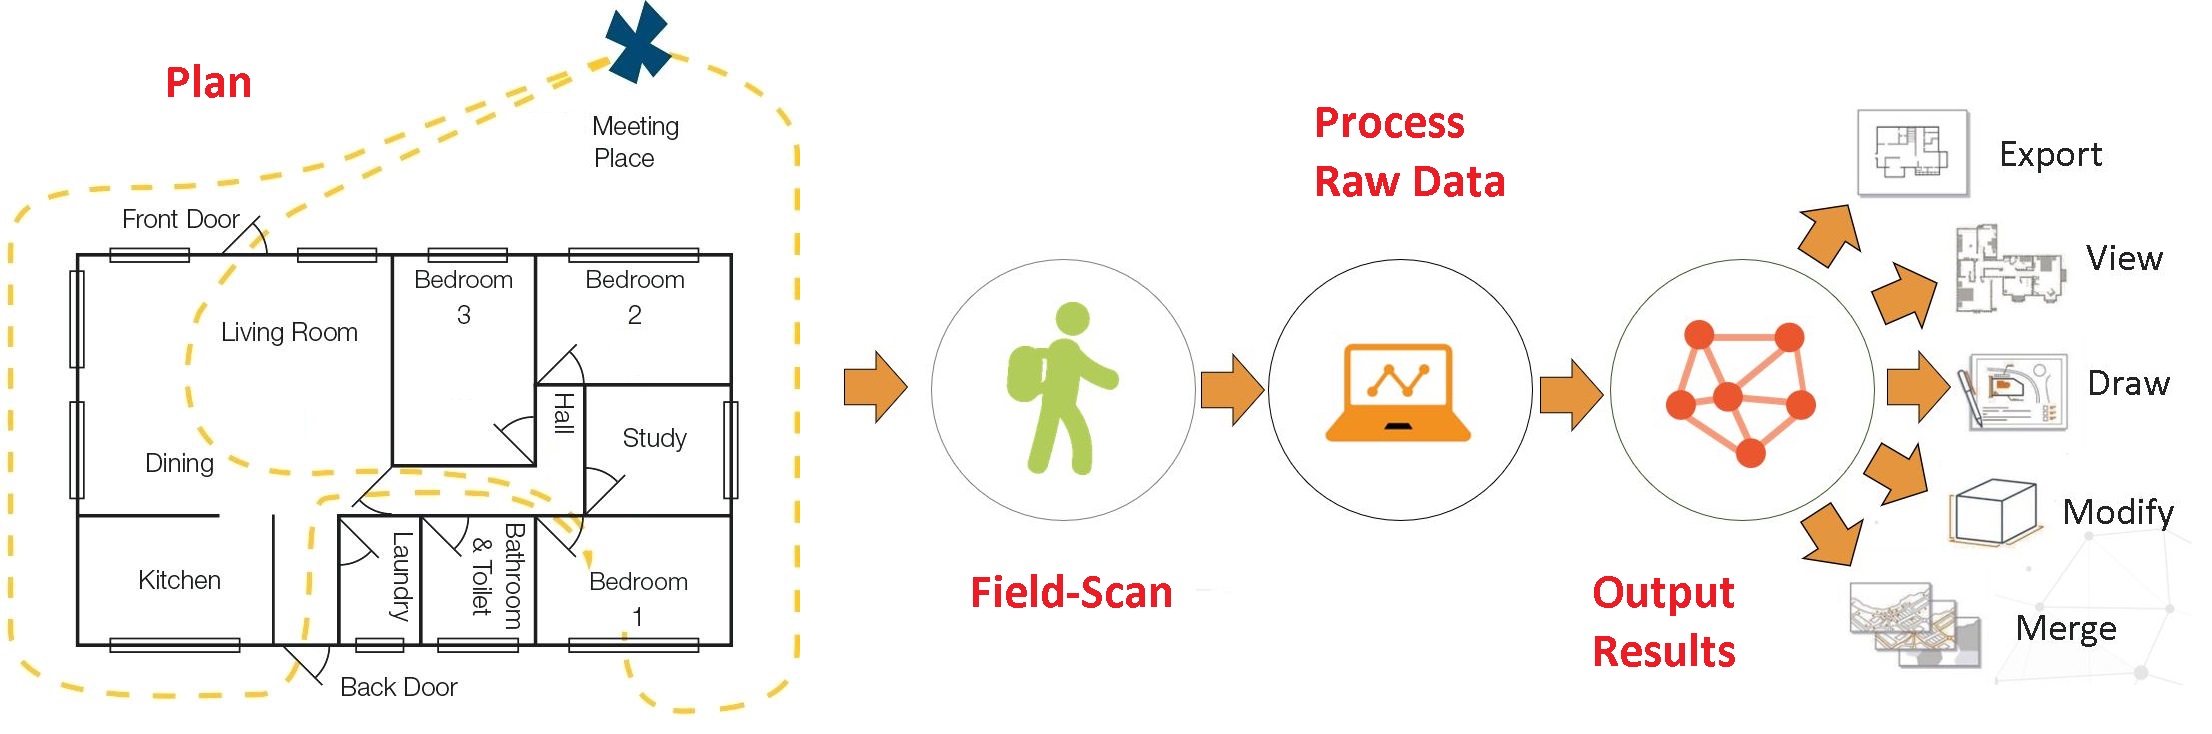 Plan
Meeting
Place
Front Door
Living Room
Bedroom
3
Bedroom
2
Hall
Study
Dining
Kitchen
Laundry
Bathroom
& Toilet
Bedroom
1
Back Door
Field-Scan
Process
Raw Data
Output
Results
Export
View
Draw
Modify
Merge